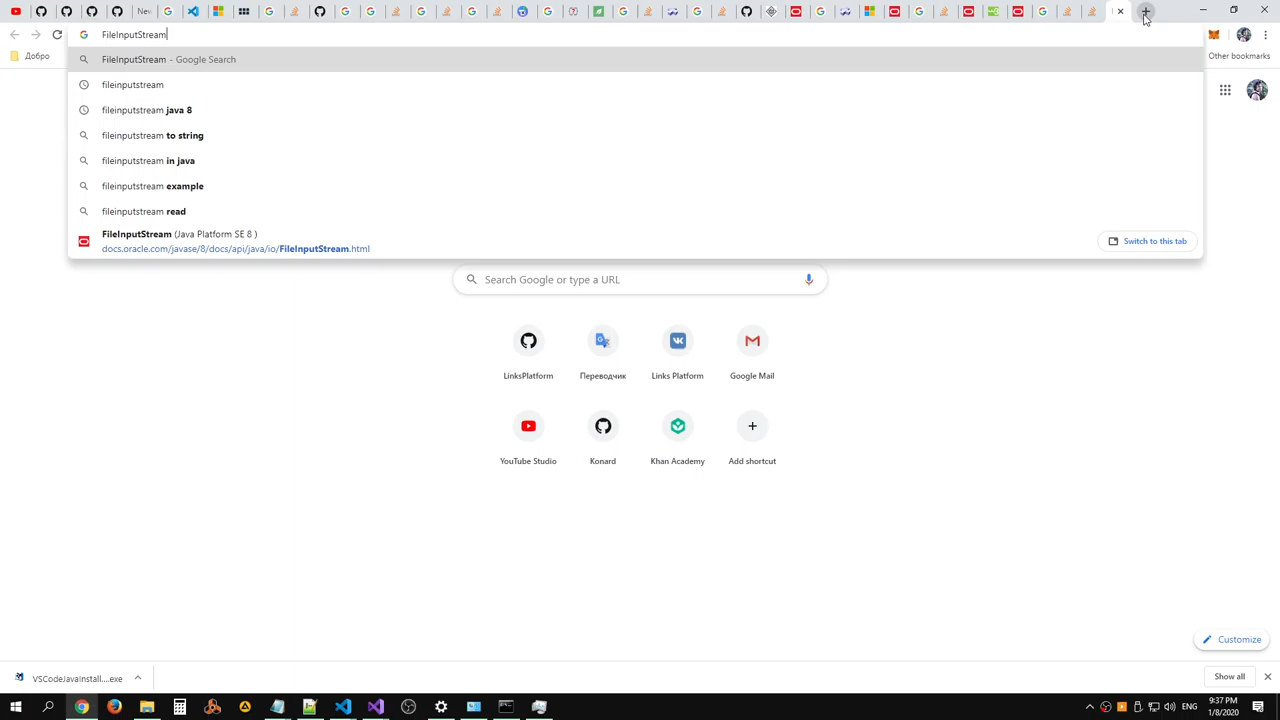 New
FileInputStream
Добро
Other bookmarks
FileInputStream - Google Search
fileinputstream
fileinputstream java 8
fileinputstream to string
fileinputstream in java
fileinputstream example
fileinputstream read
FileInputStream (Java Platform SE 8 )
docs.oracle.com/javase/8/docs/api/java/io/FileInputStream.html
Switch to this tab
Search Google or type a URL
LinksPlatform
Переводчик
Links Platform
Google Mail
YouTube Studio
Konard
Khan Academy
Add shortcut
Customize
VSCodeJavaInstall....exe
Show all
ENG
9:37 PM
1/8/2020